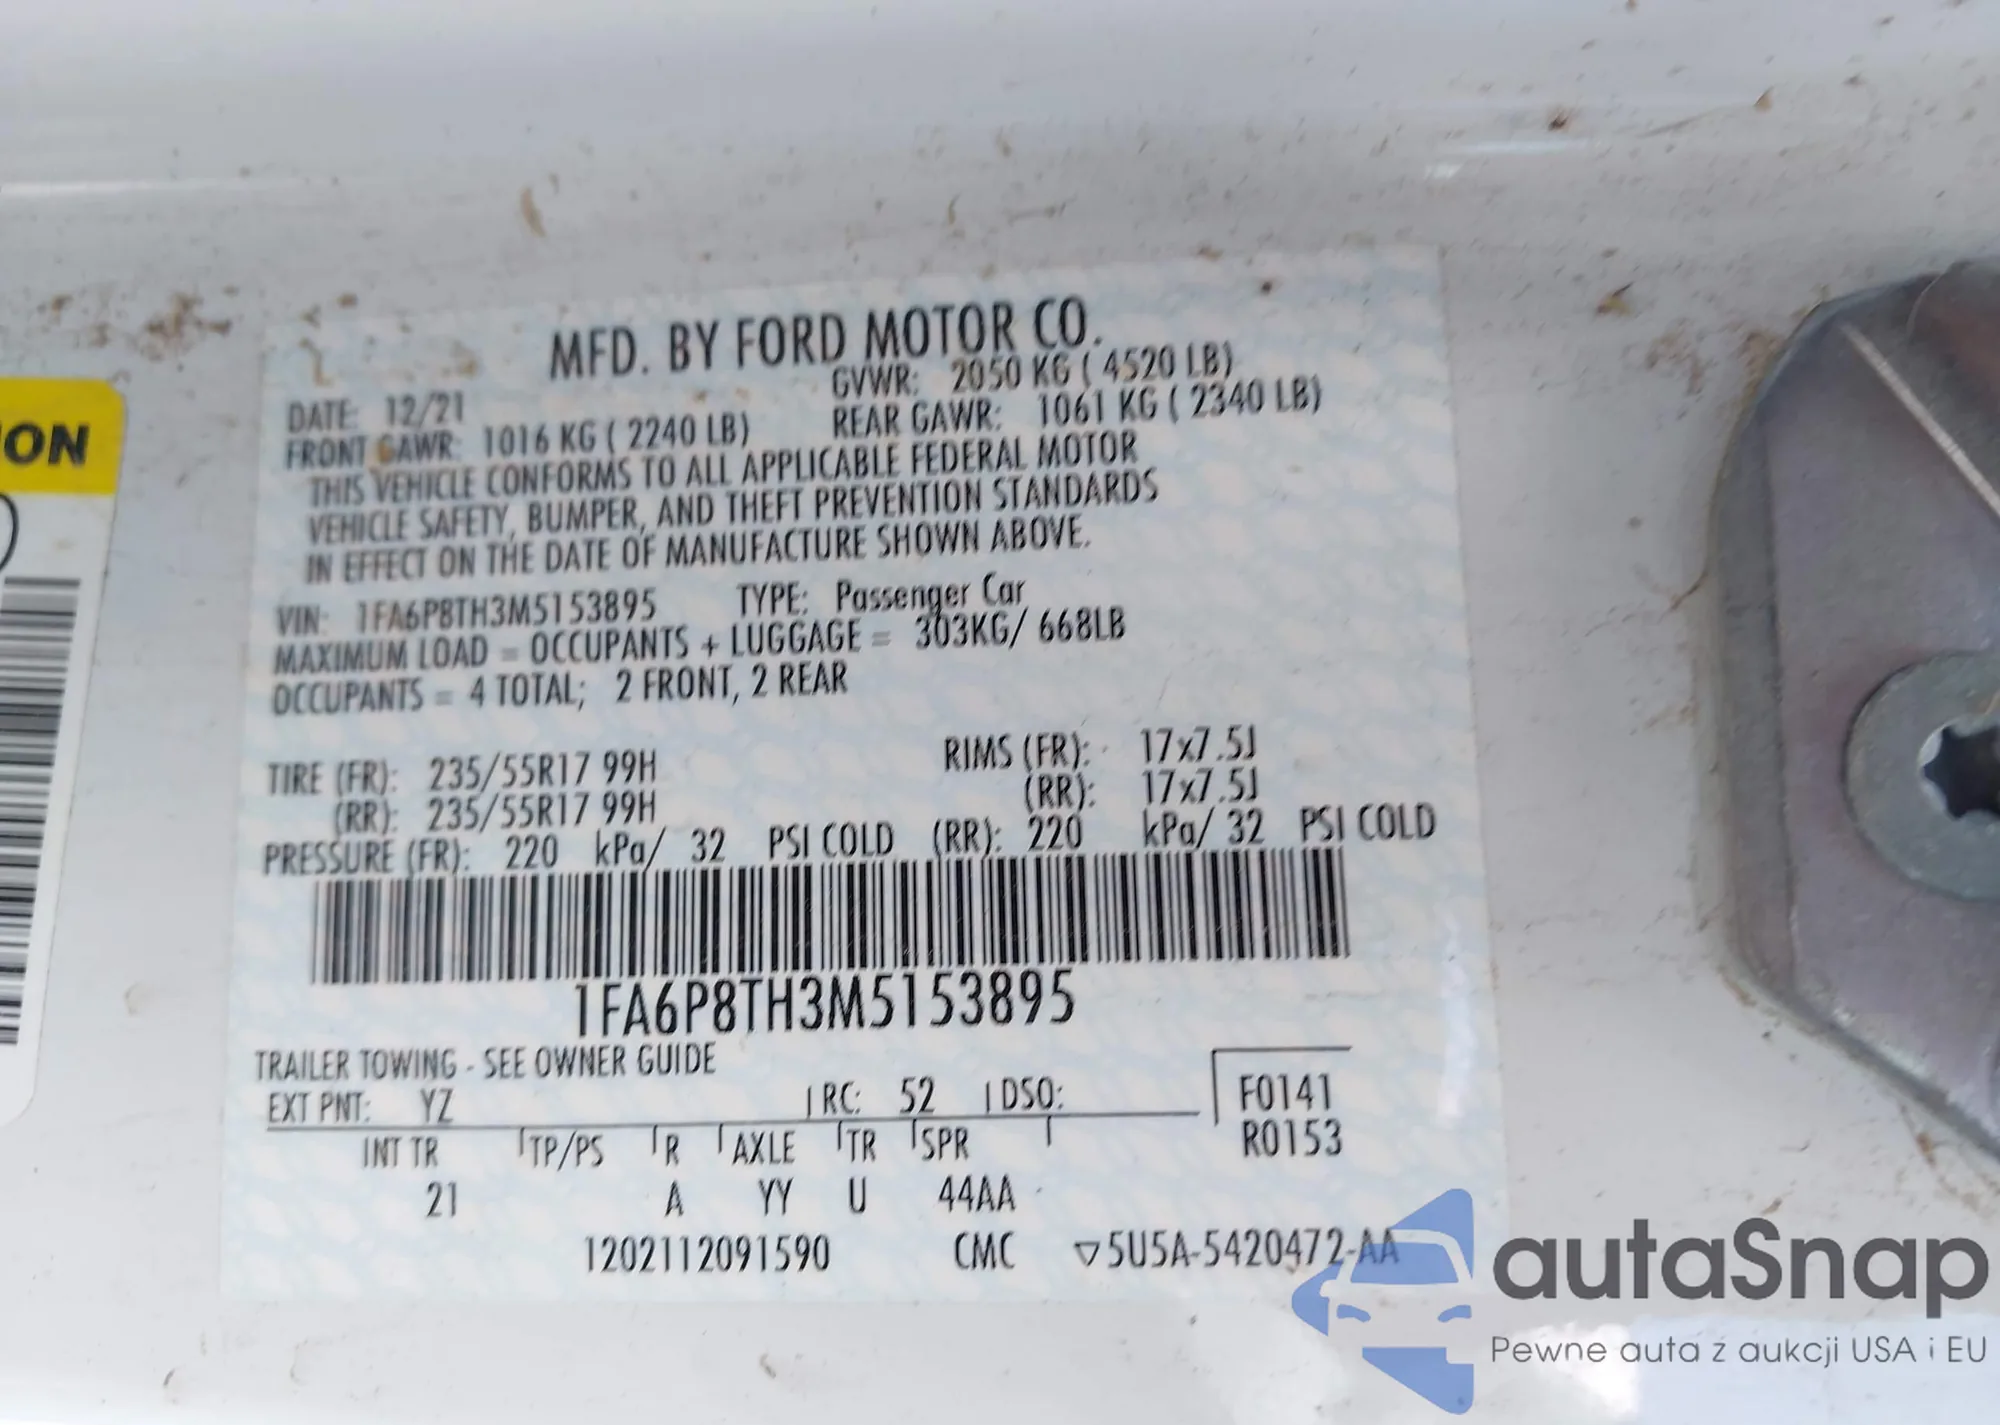 ION
MFD. BY FORD MOTOR CO.
DATE: 12/21 GVWR: 2050 KG ( 4520 LB)
FRONT GAWR: 1016 KG ( 2240 LB) REAR GAWR: 1061 KG ( 2340 LB)
THIS VEHICLE CONFORMS TO ALL APPLICABLE FEDERAL MOTOR
VEHICLE SAFETY, BUMPER, AND THEFT PREVENTION STANDARDS
IN EFFECT ON THE DATE OF MANUFACTURE SHOWN ABOVE.
VIN: 1FA6P8TH3M5153895 TYPE: Passenger Car
MAXIMUM LOAD = OCCUPANTS + LUGGAGE = 303KG/ 668LB
OCCUPANTS = 4 TOTAL; 2 FRONT, 2 REAR
TIRE (FR): 235/55R17 99H RIMS (FR): 17x7.5J
(RR): 235/55R17 99H (RR): 17x7.5J
PRESSURE (FR): 220 kPa/ 32 PSI COLD (RR): 220 kPa/ 32 PSI COLD
1FA6P8TH3M5153895
TRAILER TOWING - SEE OWNER GUIDE
EXT PNT: YZ RC: 52 DSO: F0141
INT TR TP/PS R AXLE TR SPR R0153
21 A YY U 44AA
1202112091590 CMC ▽5U5A-5420472-AA
autaSnap
Pewne auta z aukcji USA i EU